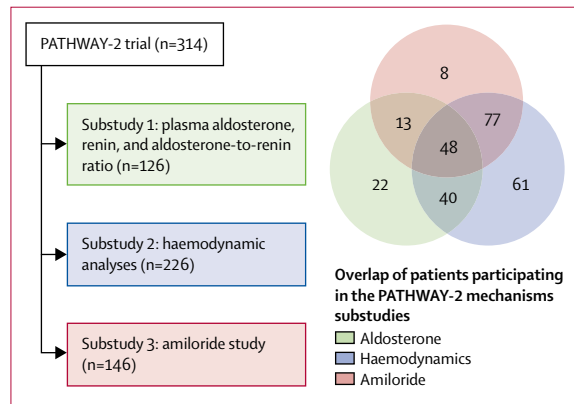 PATHWAY-2 trial (n=314)
Substudy 1: plasma aldosterone,
renin, and aldosterone-to-renin
ratio (n=126)
Substudy 2: haemodynamic
analyses (n=226)
Substudy 3: amiloride study
(n=146)
8
13
77
48
22
40
61
Overlap of patients participating
in the PATHWAY-2 mechanisms
substudies
Aldosterone
Haemodynamics
Amiloride